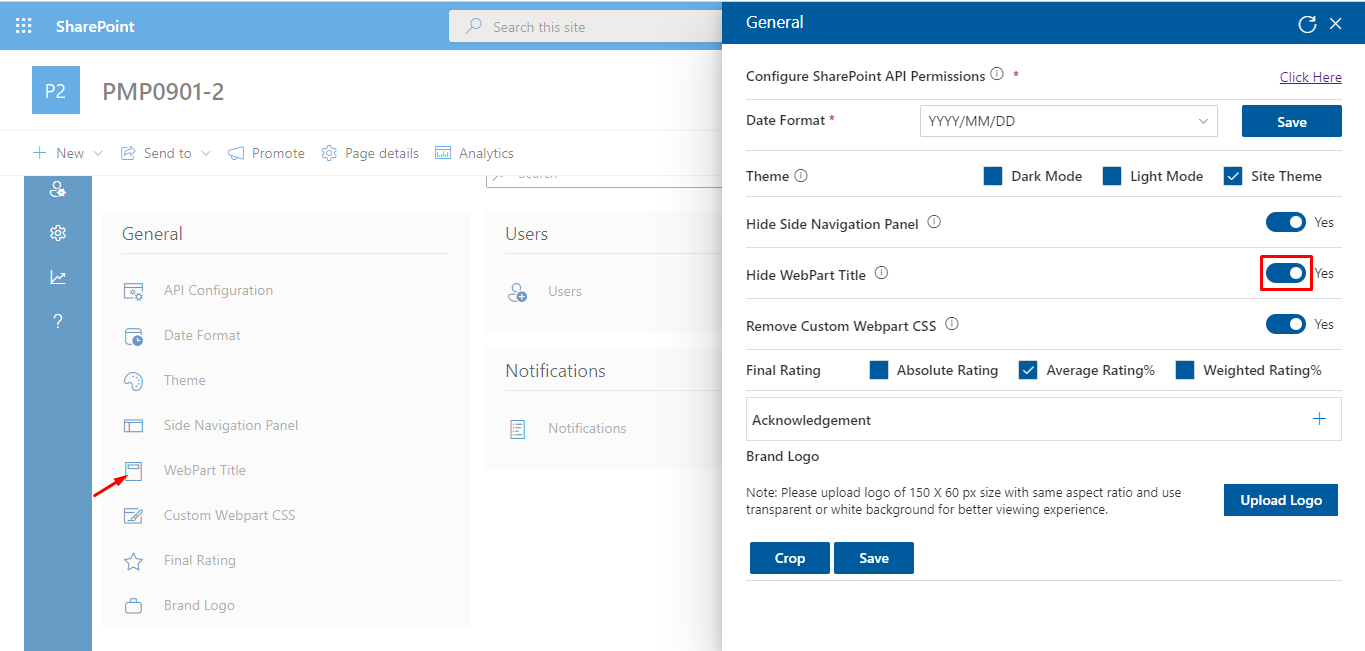 SharePoint
Search this site
P2
PMP0901-2
New
Send to
Promote
Page details
Analytics
Search
General
API Configuration
Date Format
Theme
Side Navigation Panel
WebPart Title
Custom Webpart CSS
Final Rating
Brand Logo
Users
Users
Notifications
Notifications
General
Configure SharePoint API Permissions * Click Here
Date Format * YYYY/MM/DD Save
Theme Dark Mode Light Mode Site Theme
Hide Side Navigation Panel Yes
Hide WebPart Title Yes
Remove Custom Webpart CSS Yes
Final Rating Absolute Rating Average Rating% Weighted Rating%
Acknowledgement
Brand Logo
Note: Please upload logo of 150 X 60 px size with same aspect ratio and use
transparent or white background for better viewing experience.
Upload Logo
Crop Save